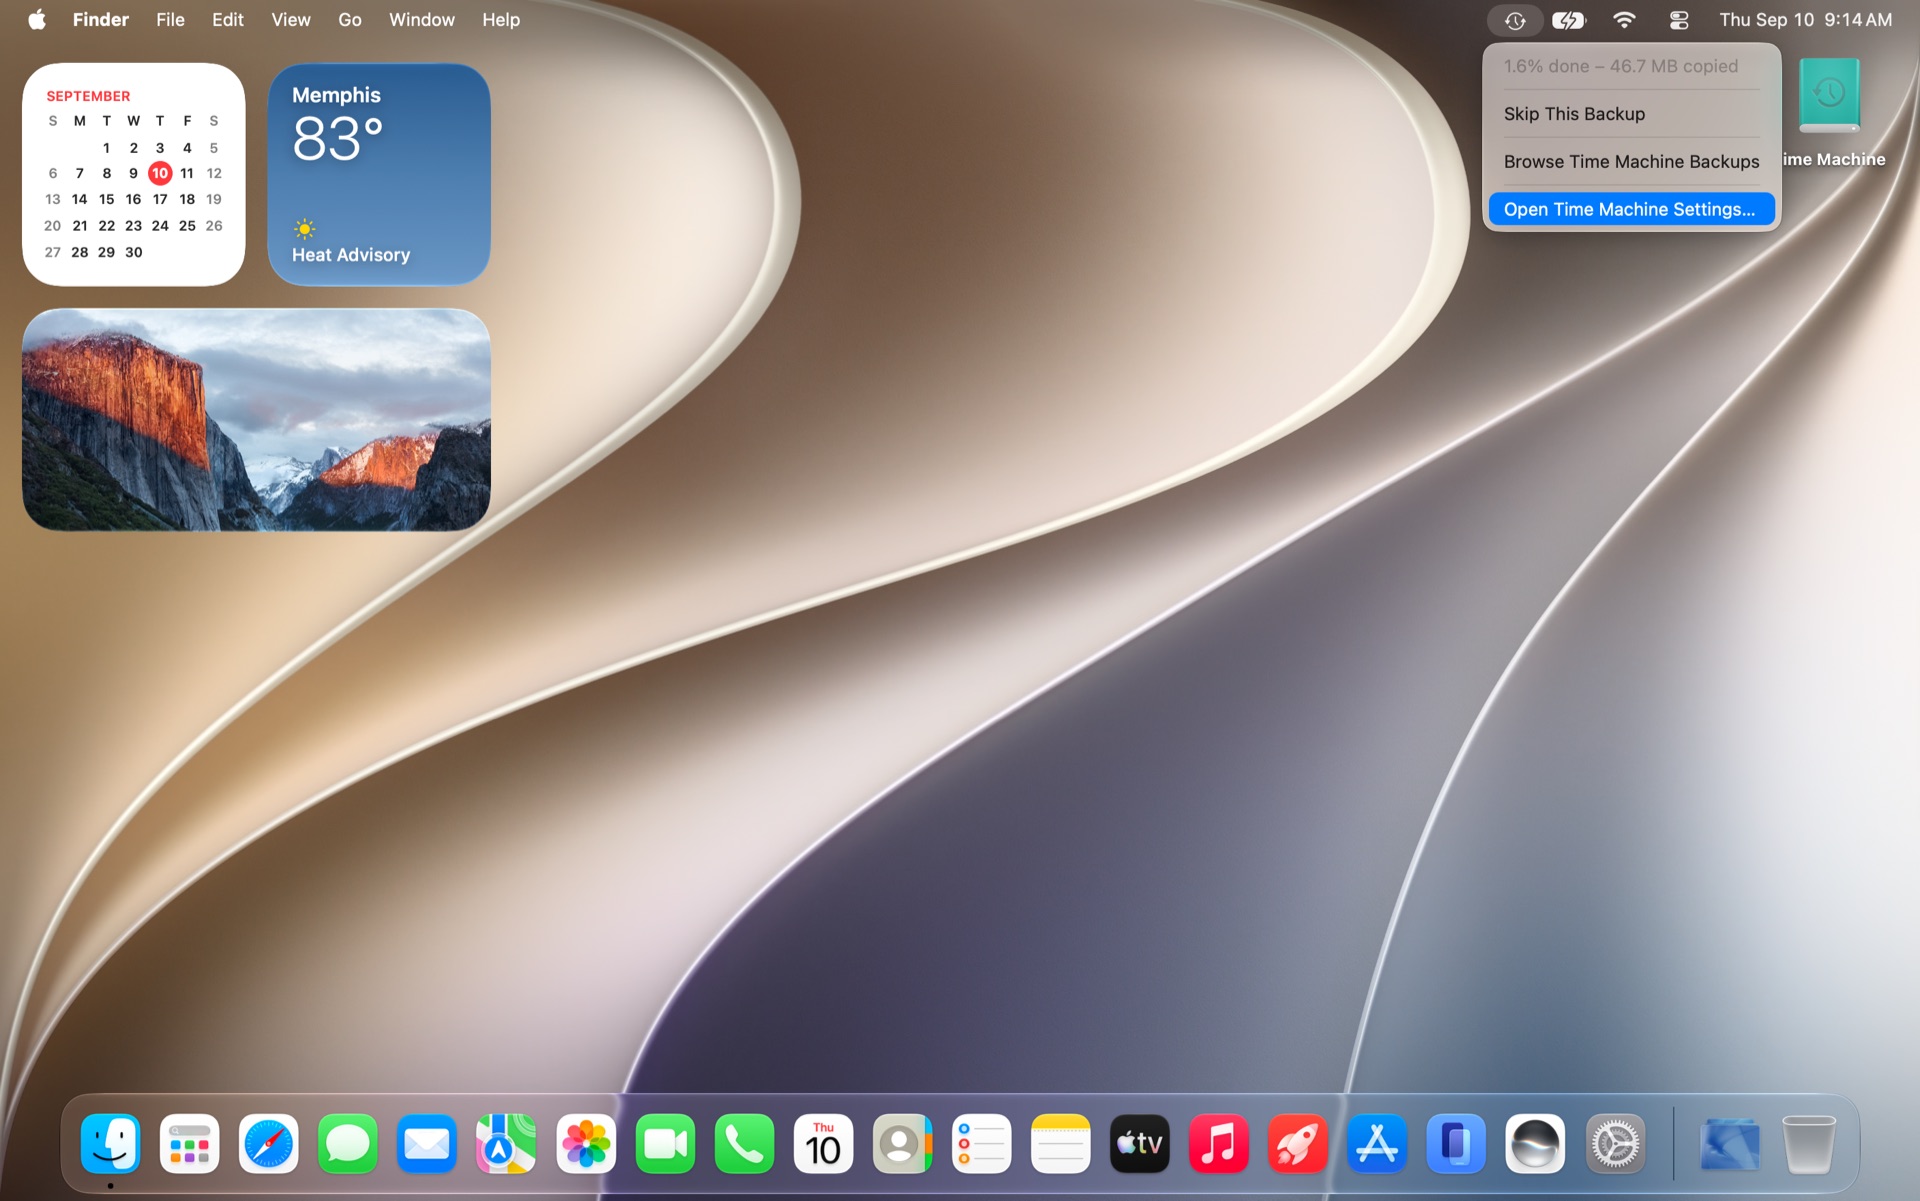 Finder File Edit View Go Window Help Thu Sep 10 9:14 AM
1.6% done – 46.7 MB copied
Skip This Backup
Browse Time Machine Backups
Open Time Machine Settings...
ime Machine
SEPTEMBER
S M T W T F S
1 2 3 4 5
6 7 8 9 10 11 12
13 14 15 16 17 18 19
20 21 22 23 24 25 26
27 28 29 30
Memphis
83°
Heat Advisory
Thu
10
tv